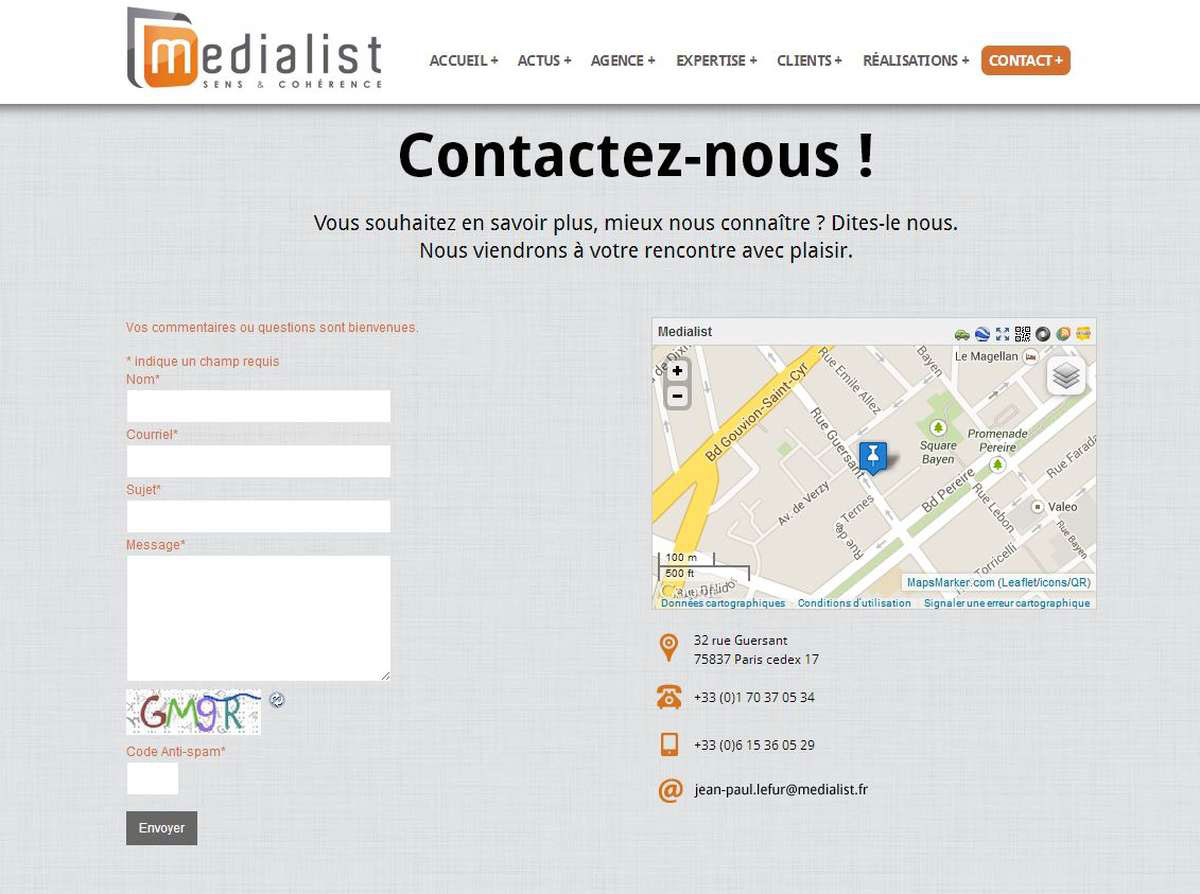 medialist
SENS & COHÉRENCE
ACCUEIL + ACTUS + AGENCE + EXPERTISE + CLIENTS + RÉALISATIONS + CONTACT +
Contactez-nous !
Vous souhaitez en savoir plus, mieux nous connaître ? Dites-le nous.
Nous viendrons à votre rencontre avec plaisir.
Vos commentaires ou questions sont bienvenues.
* indique un champ requis
Nom*
Courriel*
Sujet*
Message*
GM9R
Code Anti-spam*
Envoyer
Medialist
+
-
Le Magellan
Bayen
Rue Emile Allez
Bd Gouvion-Saint-Cyr
Rue Guersant
Square
Bayen
Promenade
Pereire
Rue Farada
Bd Pereire
Av. de Verzy
Rue des Ternes
Rue Lebon
Valeo
Rue Bayen
Torricelli
100 m
500 ft
MapsMarker.com (Leaflet/icons/QR)
Données cartographiques Conditions d'utilisation Signaler une erreur cartographique
32 rue Guersant
75837 Paris cedex 17
+33 (0)1 70 37 05 34
+33 (0)6 15 36 05 29
jean-paul.lefur@medialist.fr